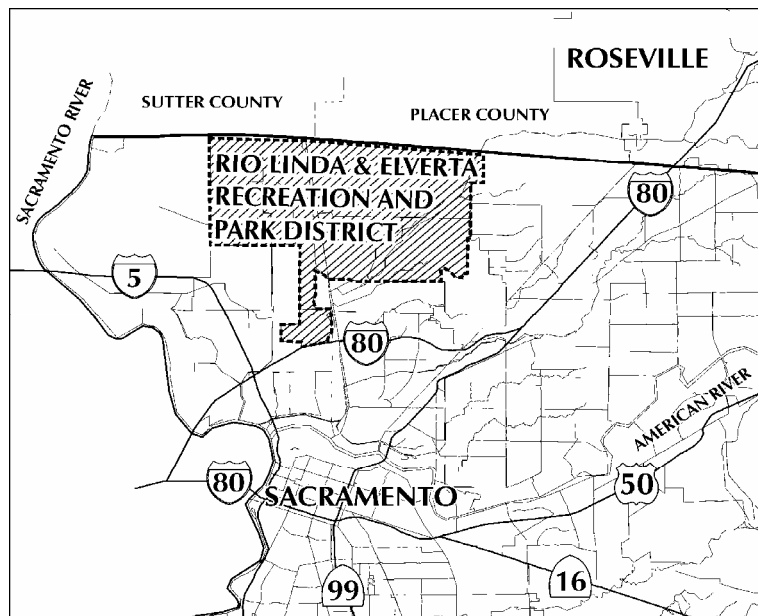 ROSEVILLE
SUTTER COUNTY
PLACER COUNTY
SACRAMENTO RIVER
RIO LINDA & ELVERTA
RECREATION AND
PARK DISTRICT
80
5
80
AMERICAN RIVER
80
SACRAMENTO
50
99
16